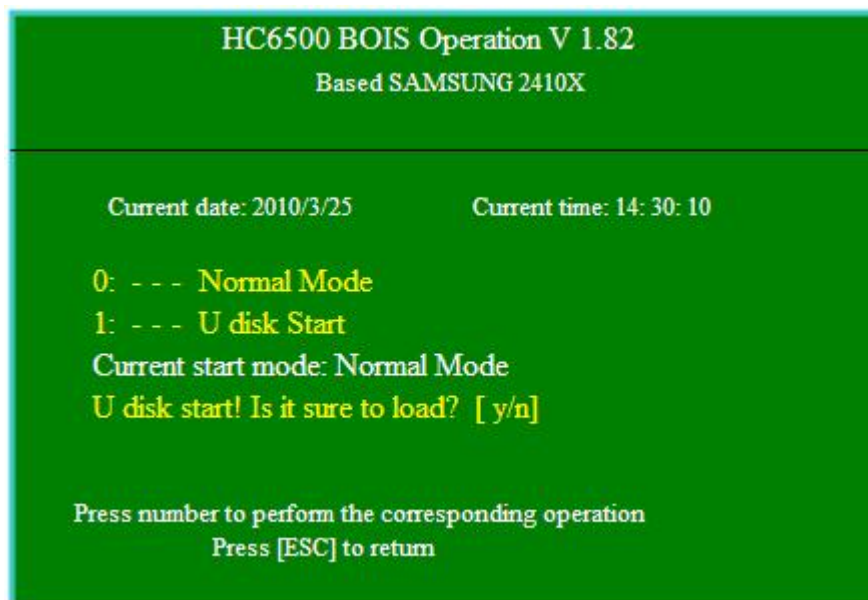 HC6500 BOIS Operation V 1.82
Based SAMSUNG 2410X
Current date: 2010/3/25 Current time: 14: 30: 10
0: - - - Normal Mode
1: - - - U disk Start
Current start mode: Normal Mode
U disk start! Is it sure to load? [ y/n]
Press number to perform the corresponding operation
Press [ESC] to return